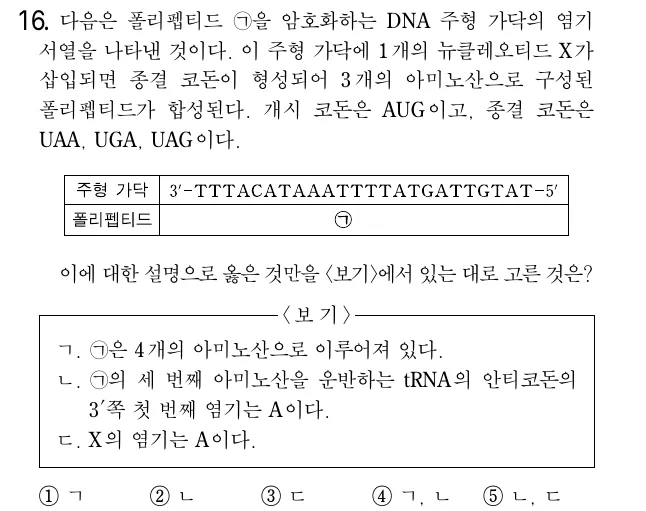 16. 다음은 폴리펩티드 ㉠을 암호화하는 DNA 주형 가닥의 염기
서열을 나타낸 것이다. 이 주형 가닥에 1개의 뉴클레오티드 X가
삽입되면 종결 코돈이 형성되어 3개의 아미노산으로 구성된
폴리펩티드가 합성된다. 개시 코돈은 AUG이고, 종결 코돈은
UAA, UGA, UAG이다.
주형 가닥 3′-TTTACATAAATTTTATGATTGTAT-5′
폴리펩티드 ㉠
이에 대한 설명으로 옳은 것만을 〈보기〉에서 있는 대로 고른 것은?
〈보 기〉
ㄱ. ㉠은 4개의 아미노산으로 이루어져 있다.
ㄴ. ㉠의 세 번째 아미노산을 운반하는 tRNA의 안티코돈의
3′쪽 첫 번째 염기는 A이다.
ㄷ. X의 염기는 A이다.
① ㄱ ② ㄴ ③ ㄷ ④ ㄱ, ㄴ ⑤ ㄴ, ㄷ